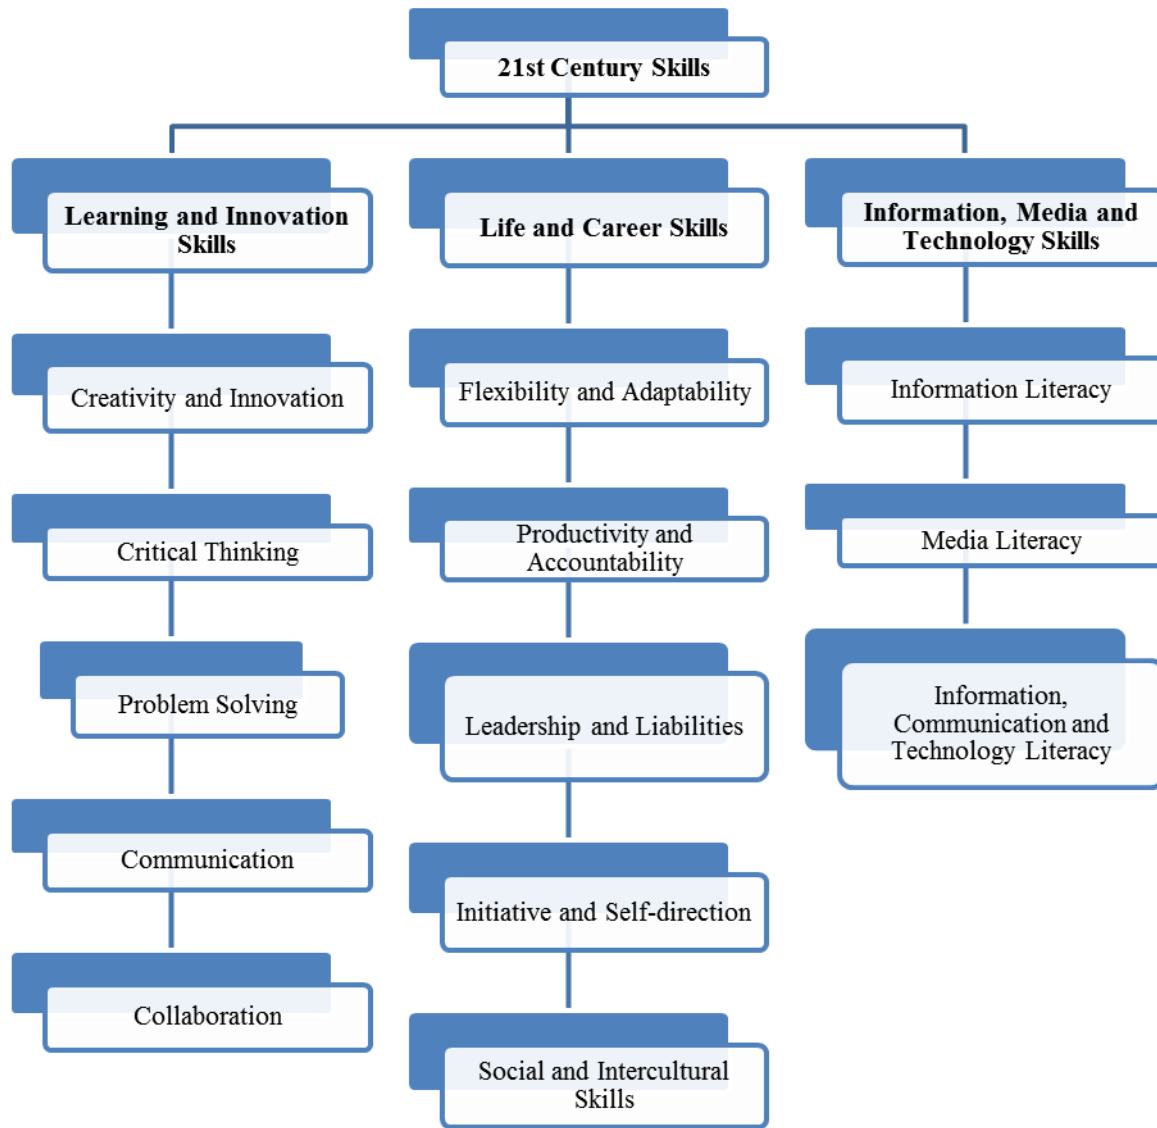 21st Century Skills
Learning and Innovation
Skills
Creativity and Innovation
Critical Thinking
Problem Solving
Communication
Collaboration
Life and Career Skills
Flexibility and Adaptability
Productivity and
Accountability
Leadership and Liabilities
Initiative and Self-direction
Social and Intercultural
Skills
Information, Media and
Technology Skills
Information Literacy
Media Literacy
Information,
Communication and
Technology Literacy